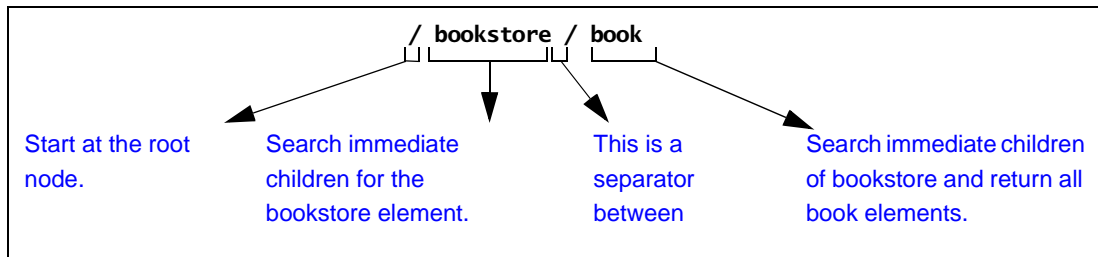 / bookstore / book
Start at the root
node.
Search immediate
children for the
bookstore element.
This is a
separator
between
Search immediate children
of bookstore and return all
book elements.